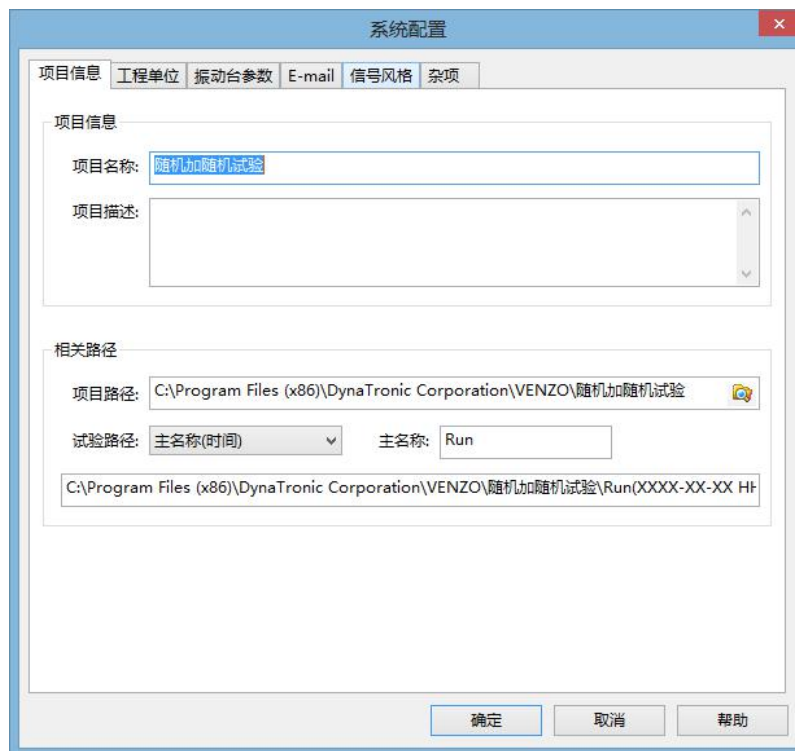 系统配置
项目信息 工程单位 振动台参数 E-mail 信号风格 杂项
项目信息
项目名称: 随机加随机试验
项目描述:
相关路径
项目路径: C:\Program Files (x86)\DynaTronic Corporation\VENZO\随机加随机试验
试验路径: 主名称(时间) 主名称: Run
C:\Program Files (x86)\DynaTronic Corporation\VENZO\随机加随机试验\Run(XXXX-XX-XX HH
确定 取消 帮助